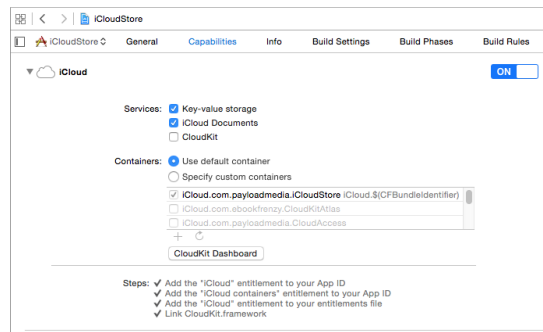 iCloudStore
iCloudStore General Capabilities Info Build Settings Build Phases Build Rules
iCloud ON
Services: Key-value storage
iCloud Documents
CloudKit
Containers: Use default container
Specify custom containers
iCloud.com.payloadmedia.iCloudStore iCloud.$(CFBundleIdentifier)
iCloud.com.ebookfrenzy.CloudKitAtlas
iCloud.com.payloadmedia.CloudAccess
CloudKit Dashboard
Steps: ✔ Add the "iCloud" entitlement to your App ID
✔ Add the "iCloud containers" entitlement to your App ID
✔ Add the "iCloud" entitlement to your entitlements file
✔ Link CloudKit.framework